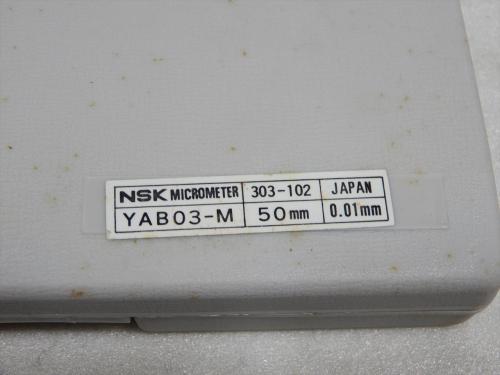 NSK MICROMETER 303-102 JAPAN
YAB03-M 50mm 0.01mm